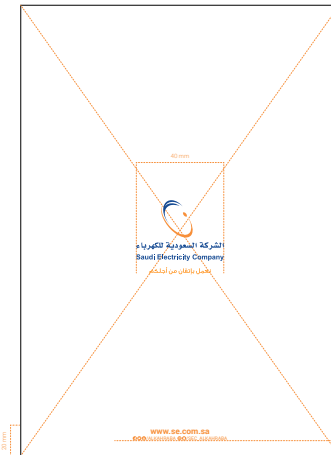 40 mm
الشركة السعودية للكهرباء
Saudi Electricity Company
نعمل بإتقان من أجلكم
www.se.com.sa
20 mm